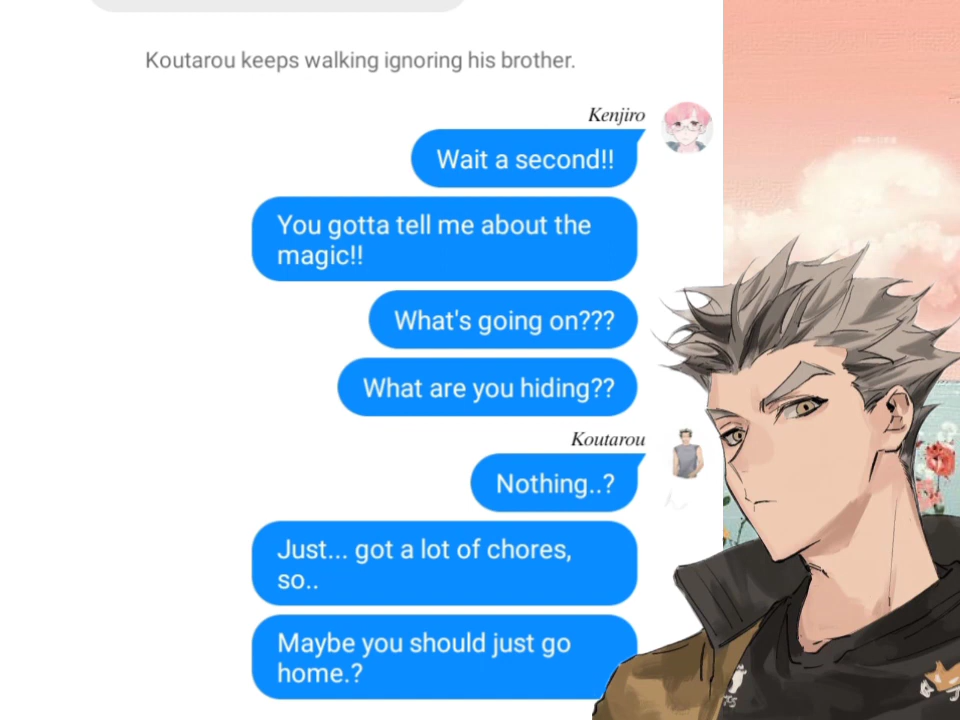 Koutarou keeps walking ignoring his brother.
Kenjiro
Wait a second!!
You gotta tell me about the
magic!!
What's going on???
What are you hiding??
Koutarou
Nothing..?
Just... got a lot of chores,
so..
Maybe you should just go
home.?